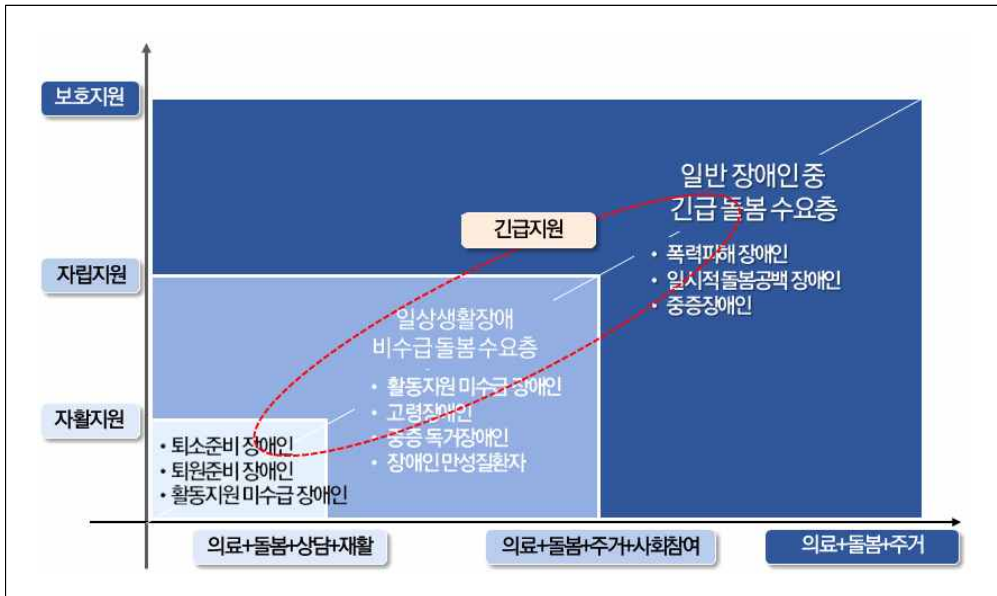 보호지원
일반 장애인 중
긴급 돌봄 수요층
긴급지원
• 폭력피해 장애인
• 일시적 돌봄공백 장애인
• 중증장애인
자립지원
일상생활장애
비수급 돌봄 수요층
• 활동지원 미수급 장애인
• 고령장애인
• 중증 독거장애인
• 장애인 만성질환자
자활지원
• 퇴소준비 장애인
• 퇴원준비 장애인
• 활동지원 미수급 장애인
의료+돌봄+상담+재활
의료+돌봄+주거+사회참여
의료+돌봄+주거